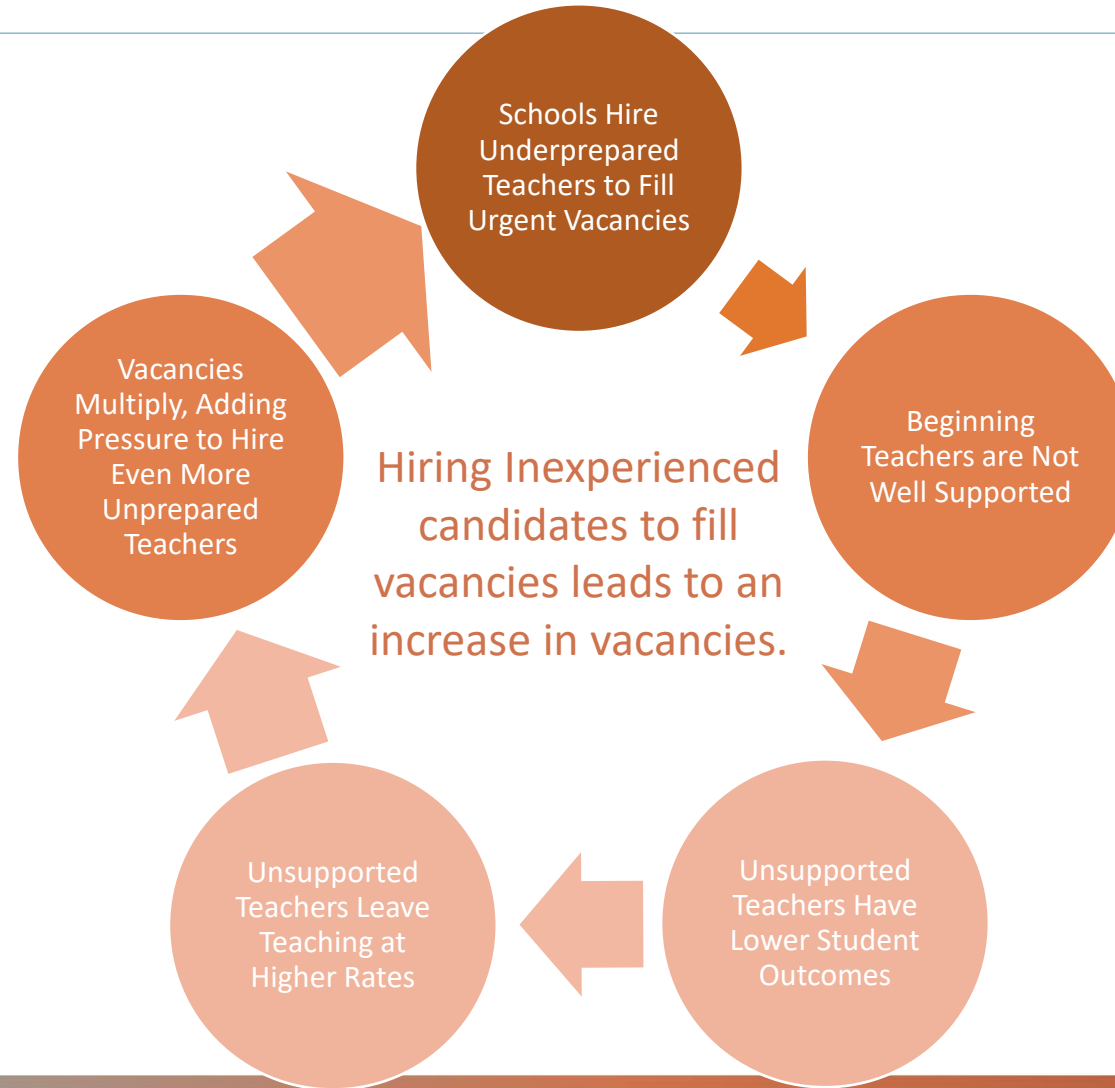 Schools Hire
Underprepared
Teachers to Fill
Urgent Vacancies
Beginning
Teachers are Not
Well Supported
Unsupported
Teachers Have
Lower Student
Outcomes
Unsupported
Teachers Leave
Teaching at
Higher Rates
Vacancies
Multiply, Adding
Pressure to Hire
Even More
Unprepared
Teachers
Hiring Inexperienced
candidates to fill
vacancies leads to an
increase in vacancies.